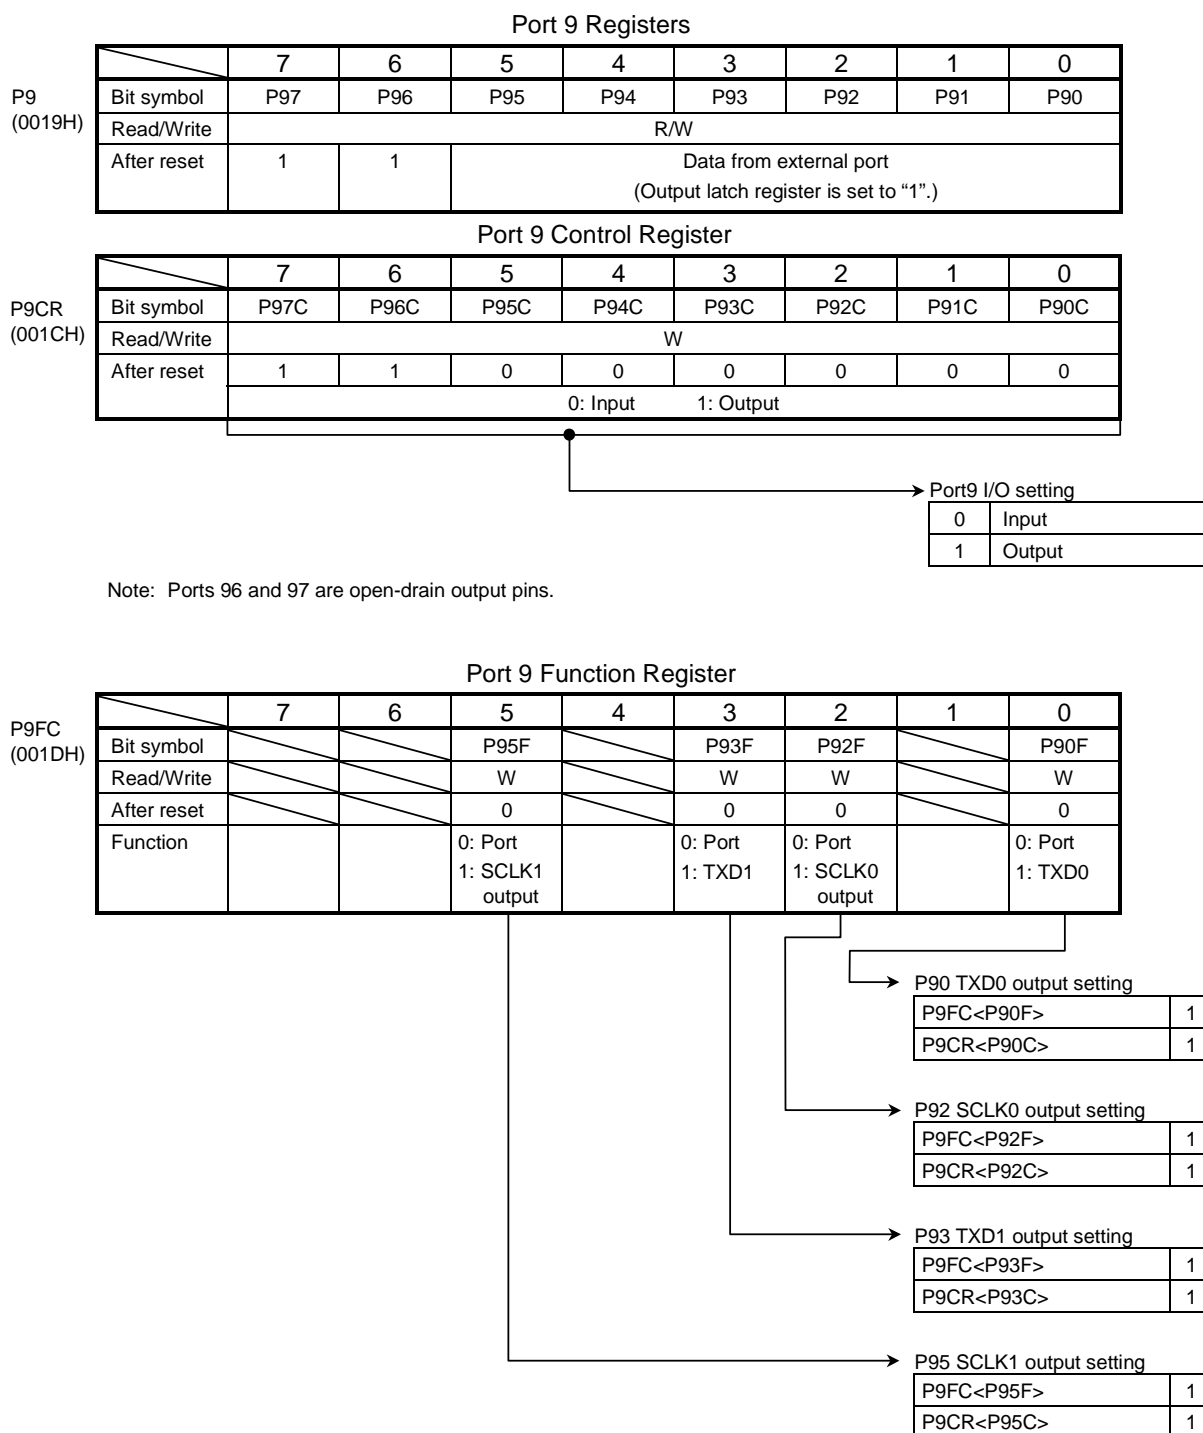 Port 9 Registers
7 6 5 4 3 2 1 0
P9
(0019H)
Bit symbol P97 P96 P95 P94 P93 P92 P91 P90
Read/Write R/W
After reset 1 1 Data from external port
(Output latch register is set to “1”.)
Port 9 Control Register
7 6 5 4 3 2 1 0
P9CR
(001CH)
Bit symbol P97C P96C P95C P94C P93C P92C P91C P90C
Read/Write W
After reset 1 1 0 0 0 0 0 0
0: Input 1: Output
Port9 I/O setting
0 Input
1 Output
Note: Ports 96 and 97 are open-drain output pins.
Port 9 Function Register
7 6 5 4 3 2 1 0
P9FC
(001DH)
Bit symbol P95F P93F P92F P90F
Read/Write W W W W
After reset 0 0 0 0
Function 0: Port 0: Port 0: Port 0: Port
1: SCLK1 1: TXD1 1: SCLK0 1: TXD0
output output
P90 TXD0 output setting
P9FC<P90F> 1
P9CR<P90C> 1
P92 SCLK0 output setting
P9FC<P92F> 1
P9CR<P92C> 1
P93 TXD1 output setting
P9FC<P93F> 1
P9CR<P93C> 1
P95 SCLK1 output setting
P9FC<P95F> 1
P9CR<P95C> 1